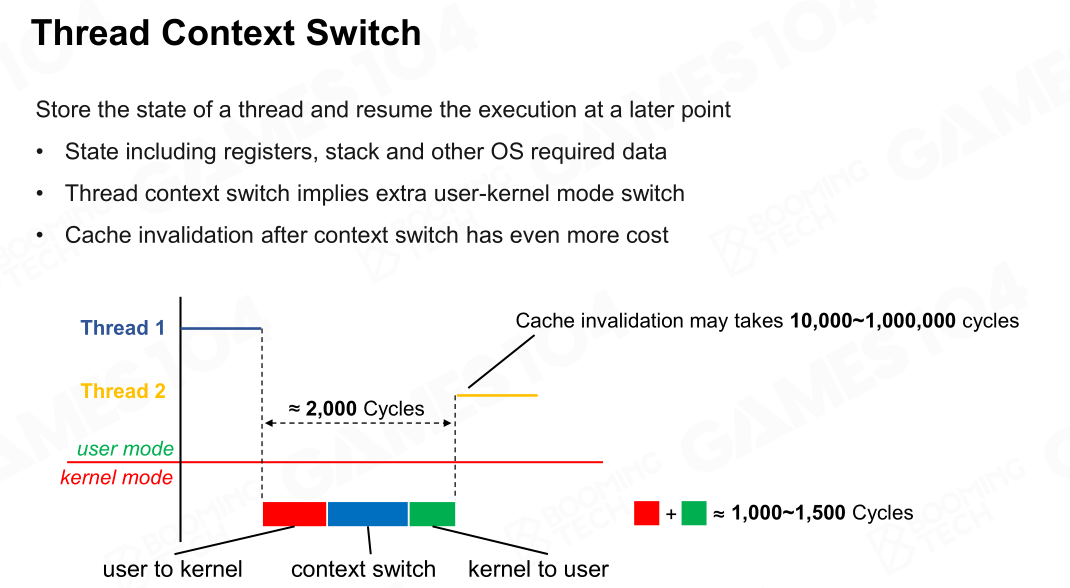 Thread Context Switch
Store the state of a thread and resume the execution at a later point
• State including registers, stack and other OS required data
• Thread context switch implies extra user-kernel mode switch
• Cache invalidation after context switch has even more cost
Thread 1
Cache invalidation may takes 10,000~1,000,000 cycles
Thread 2
≈ 2,000 Cycles
user mode
kernel mode
+ ≈ 1,000~1,500 Cycles
user to kernel
context switch
kernel to user
GAMES104
BOOMING TECH